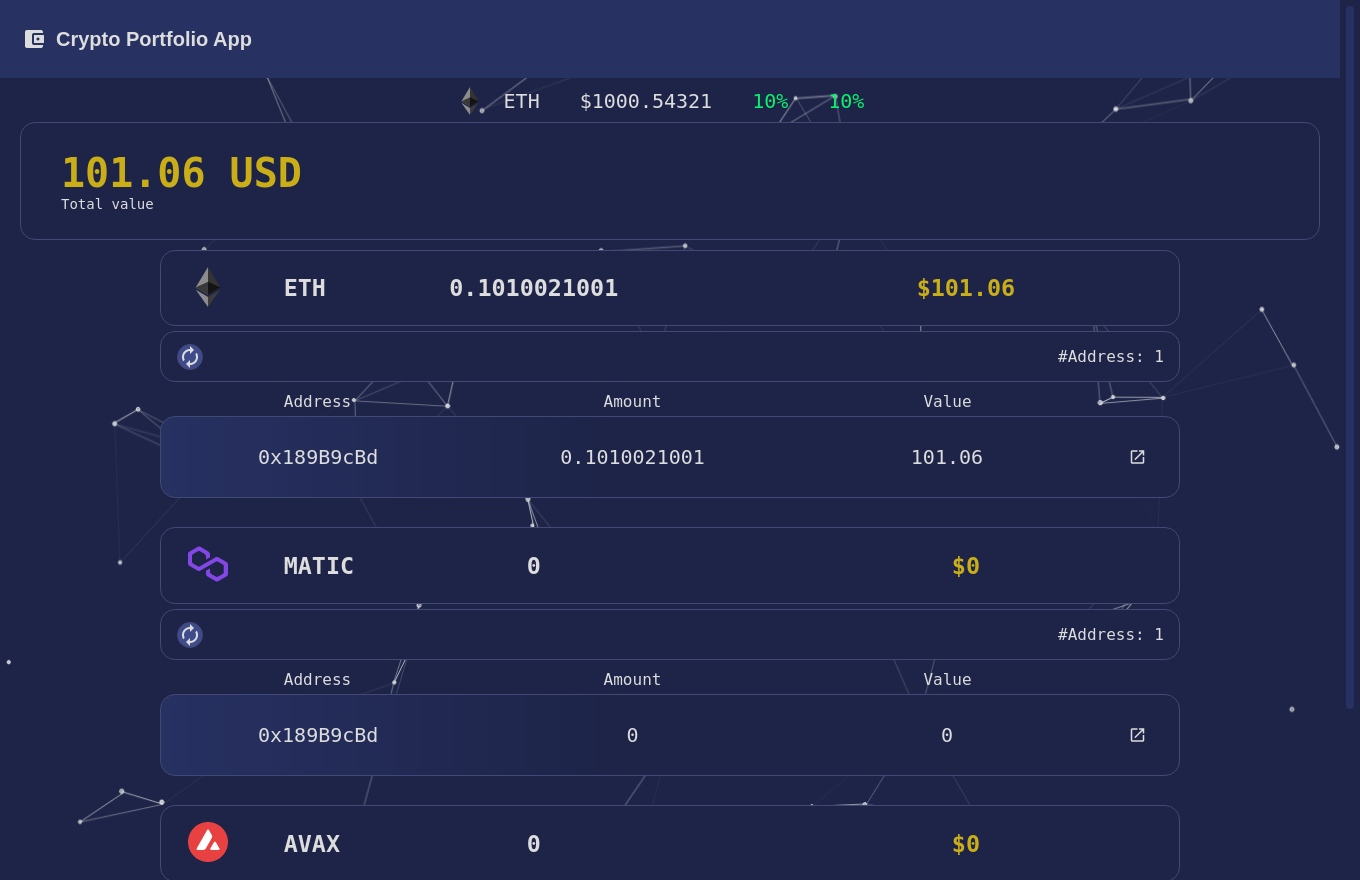 Crypto Portfolio App
ETH $1000.54321 10% 10%
101.06 USD
Total value
ETH 0.1010021001 $101.06
#Address: 1
Address Amount Value
0x189B9cBd 0.1010021001 101.06
MATIC 0 $0
#Address: 1
Address Amount Value
0x189B9cBd 0 0
AVAX 0 $0